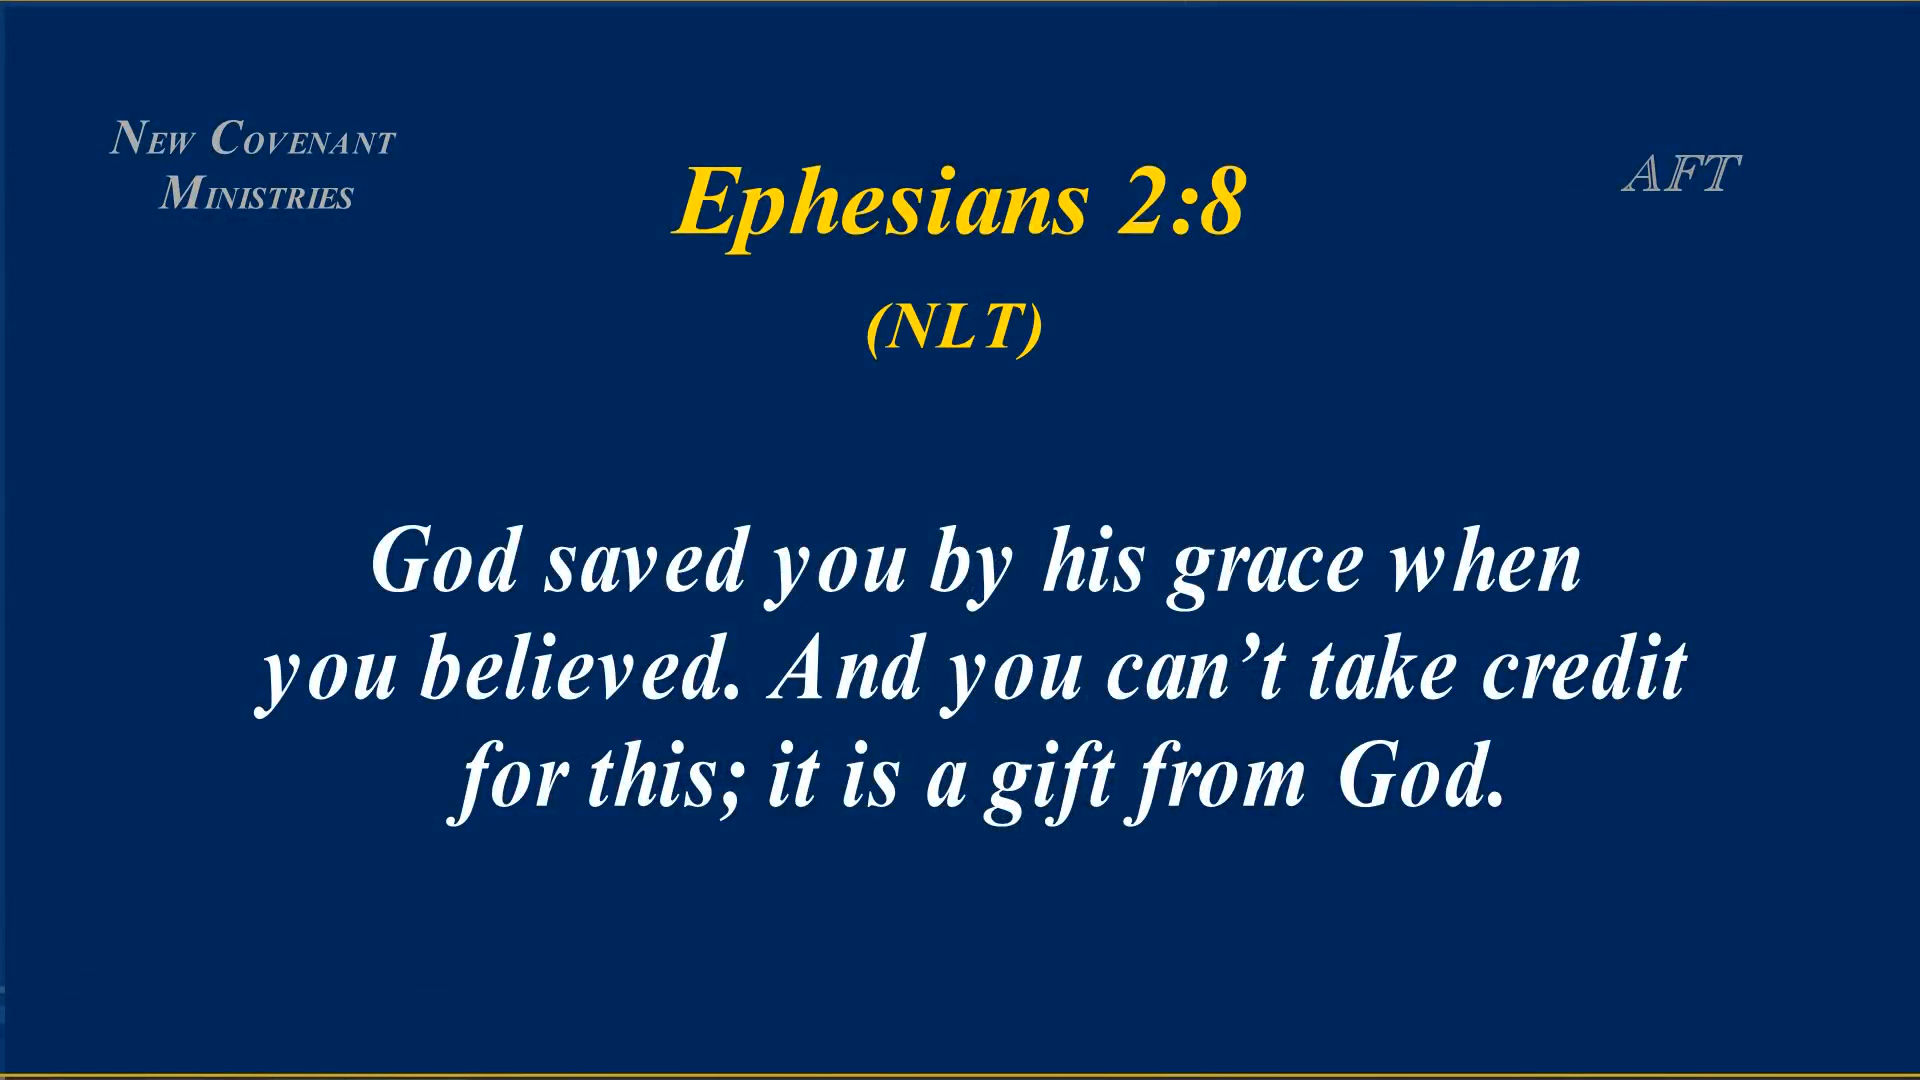 New Covenant
Ministries
AFT
Ephesians 2:8
(NLT)
God saved you by his grace when
you believed. And you can’t take credit
for this; it is a gift from God.